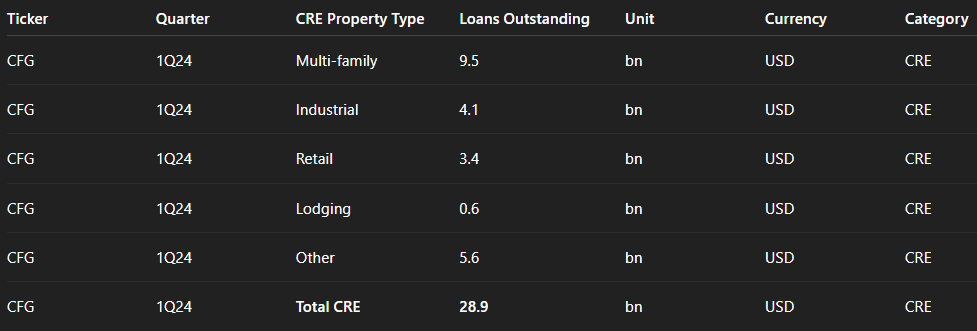 Ticker Quarter CRE Property Type Loans Outstanding Unit Currency Category
CFG 1Q24 Multi-family 9.5 bn USD CRE
CFG 1Q24 Industrial 4.1 bn USD CRE
CFG 1Q24 Retail 3.4 bn USD CRE
CFG 1Q24 Lodging 0.6 bn USD CRE
CFG 1Q24 Other 5.6 bn USD CRE
CFG 1Q24 Total CRE 28.9 bn USD CRE